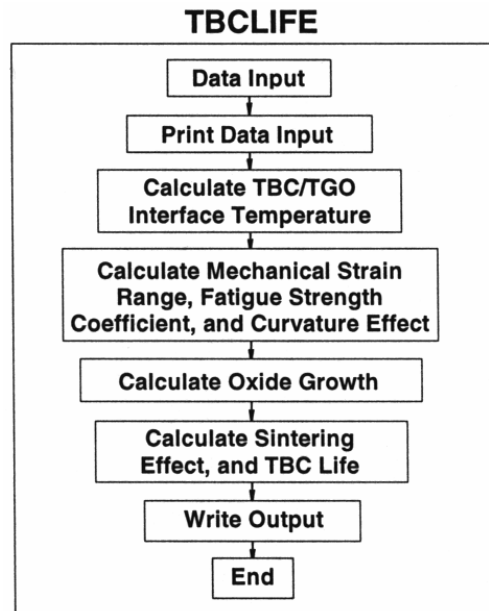 TBCLIFE
Data Input
Print Data Input
Calculate TBC/TGO
Interface Temperature
Calculate Mechanical Strain
Range, Fatigue Strength
Coefficient, and Curvature Effect
Calculate Oxide Growth
Calculate Sintering
Effect, and TBC Life
Write Output
End